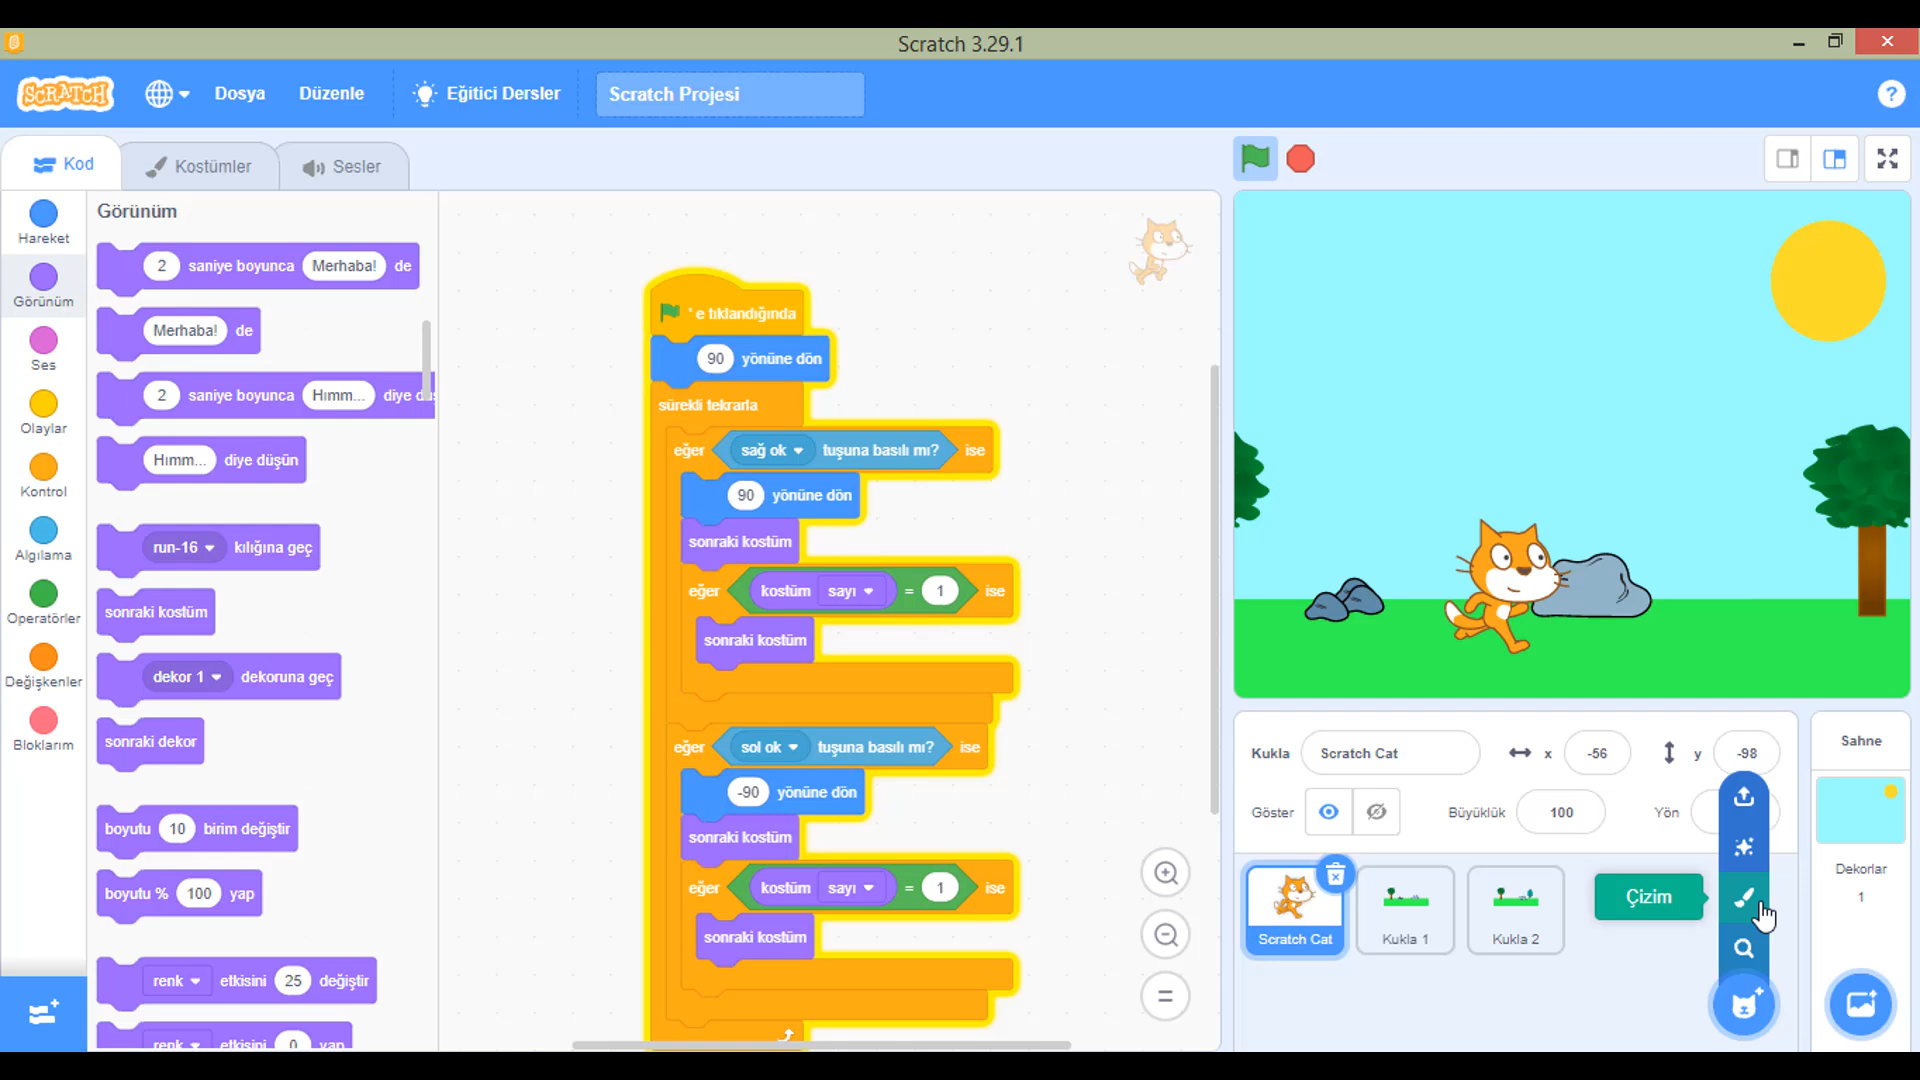 Scratch 3.29.1
SCRATCH
Dosya
Düzenle
Eğitici Dersler
Scratch Projesi
?
Kod
Kostümler
Sesler
Hareket
Görünüm
Ses
Olaylar
Kontrol
Algılama
Operatörler
Değişkenler
Bloklarım
Görünüm
2 saniye boyunca Merhaba! de
Merhaba! de
2 saniye boyunca Hımm... diye
Hımm... diye düşün
run-16 kılığına geç
sonraki kostüm
dekor 1 dekoruna geç
sonraki dekor
boyutu 10 birim değiştir
boyutu % 100 yap
renk etkisini 25 değiştir
renk etkisini 0 yap
' e tıklandığında
90 yönüne dön
sürekli tekrarla
eğer sağ ok tuşuna basılı mı? ise
90 yönüne dön
sonraki kostüm
eğer kostüm sayı = 1 ise
sonraki kostüm
eğer sol ok tuşuna basılı mı? ise
-90 yönüne dön
sonraki kostüm
eğer kostüm sayı = 1 ise
sonraki kostüm
Kukla Scratch Cat x -56 y -98
Göster Büyüklük 100 Yön
Scratch Cat
Kukla 1
Kukla 2
Çizim
Sahne
Dekorlar
1